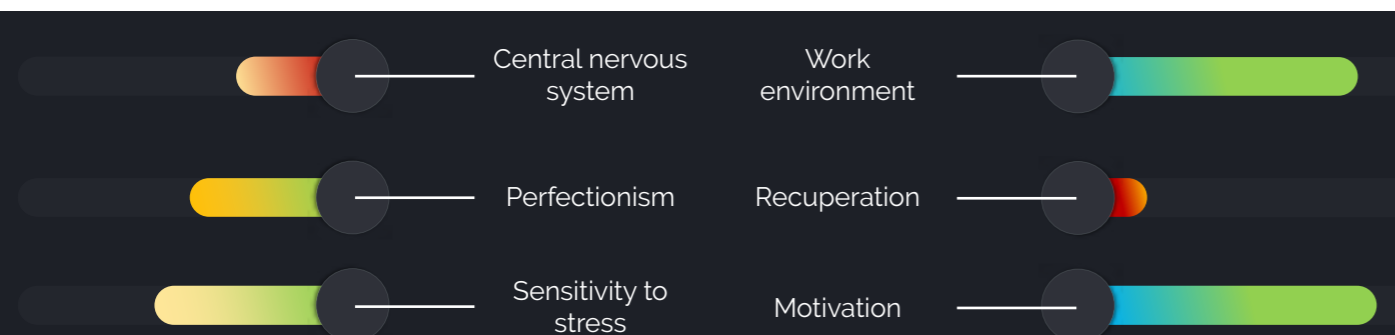 Central nervous
system
Work
environment
Perfectionism
Recuperation
Sensitivity to
stress
Motivation